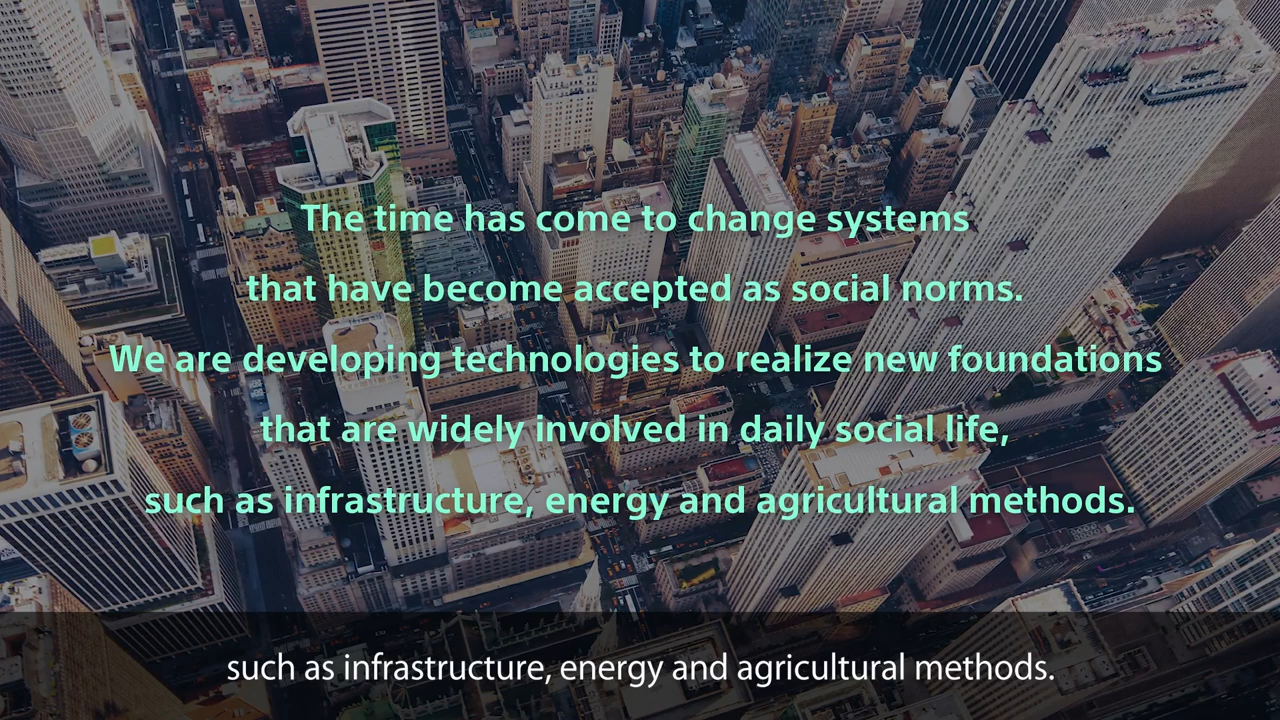 The time has come to change systems
that have become accepted as social norms.
We are developing technologies to realize new foundations
that are widely involved in daily social life,
such as infrastructure, energy and agricultural methods.
such as infrastructure, energy and agricultural methods.